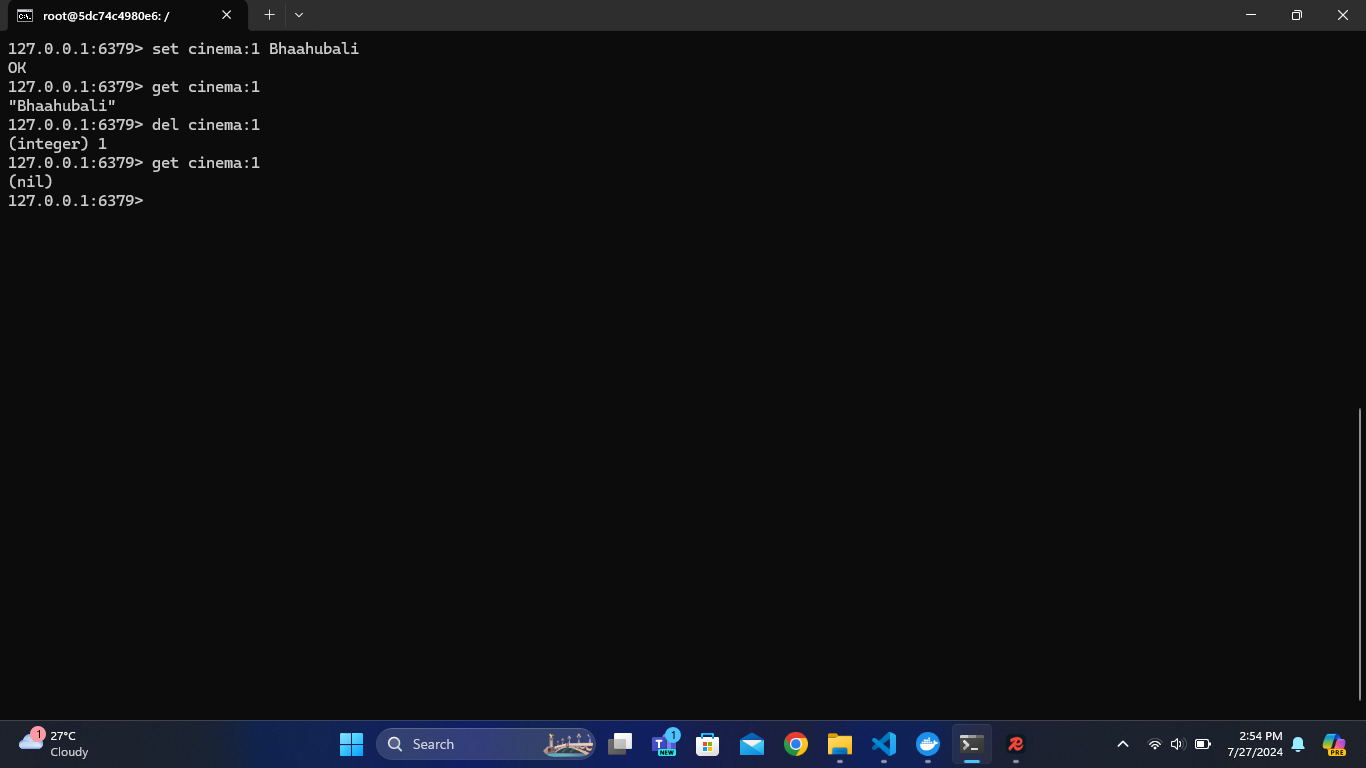 root@5dc74c4980e6: /
127.0.0.1:6379> set cinema:1 Bhaahubali
OK
127.0.0.1:6379> get cinema:1
"Bhaahubali"
127.0.0.1:6379> del cinema:1
(integer) 1
127.0.0.1:6379> get cinema:1
(nil)
127.0.0.1:6379>
1
27°C
Cloudy
Search
1
T
NEW
2:54 PM
7/27/2024
PRE